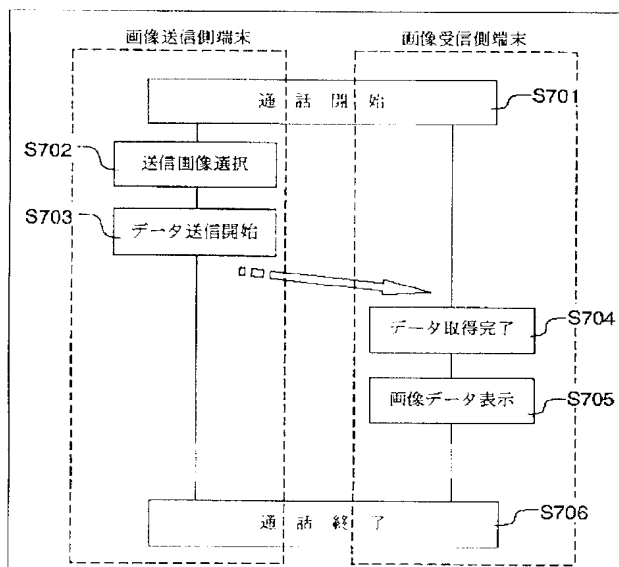 画像送信側端末
画像受信側端末
通話開始
S701
S702
送信画像選択
S703
データ送信開始
データ取得完了
S704
画像データ表示
S705
通話終了
S706